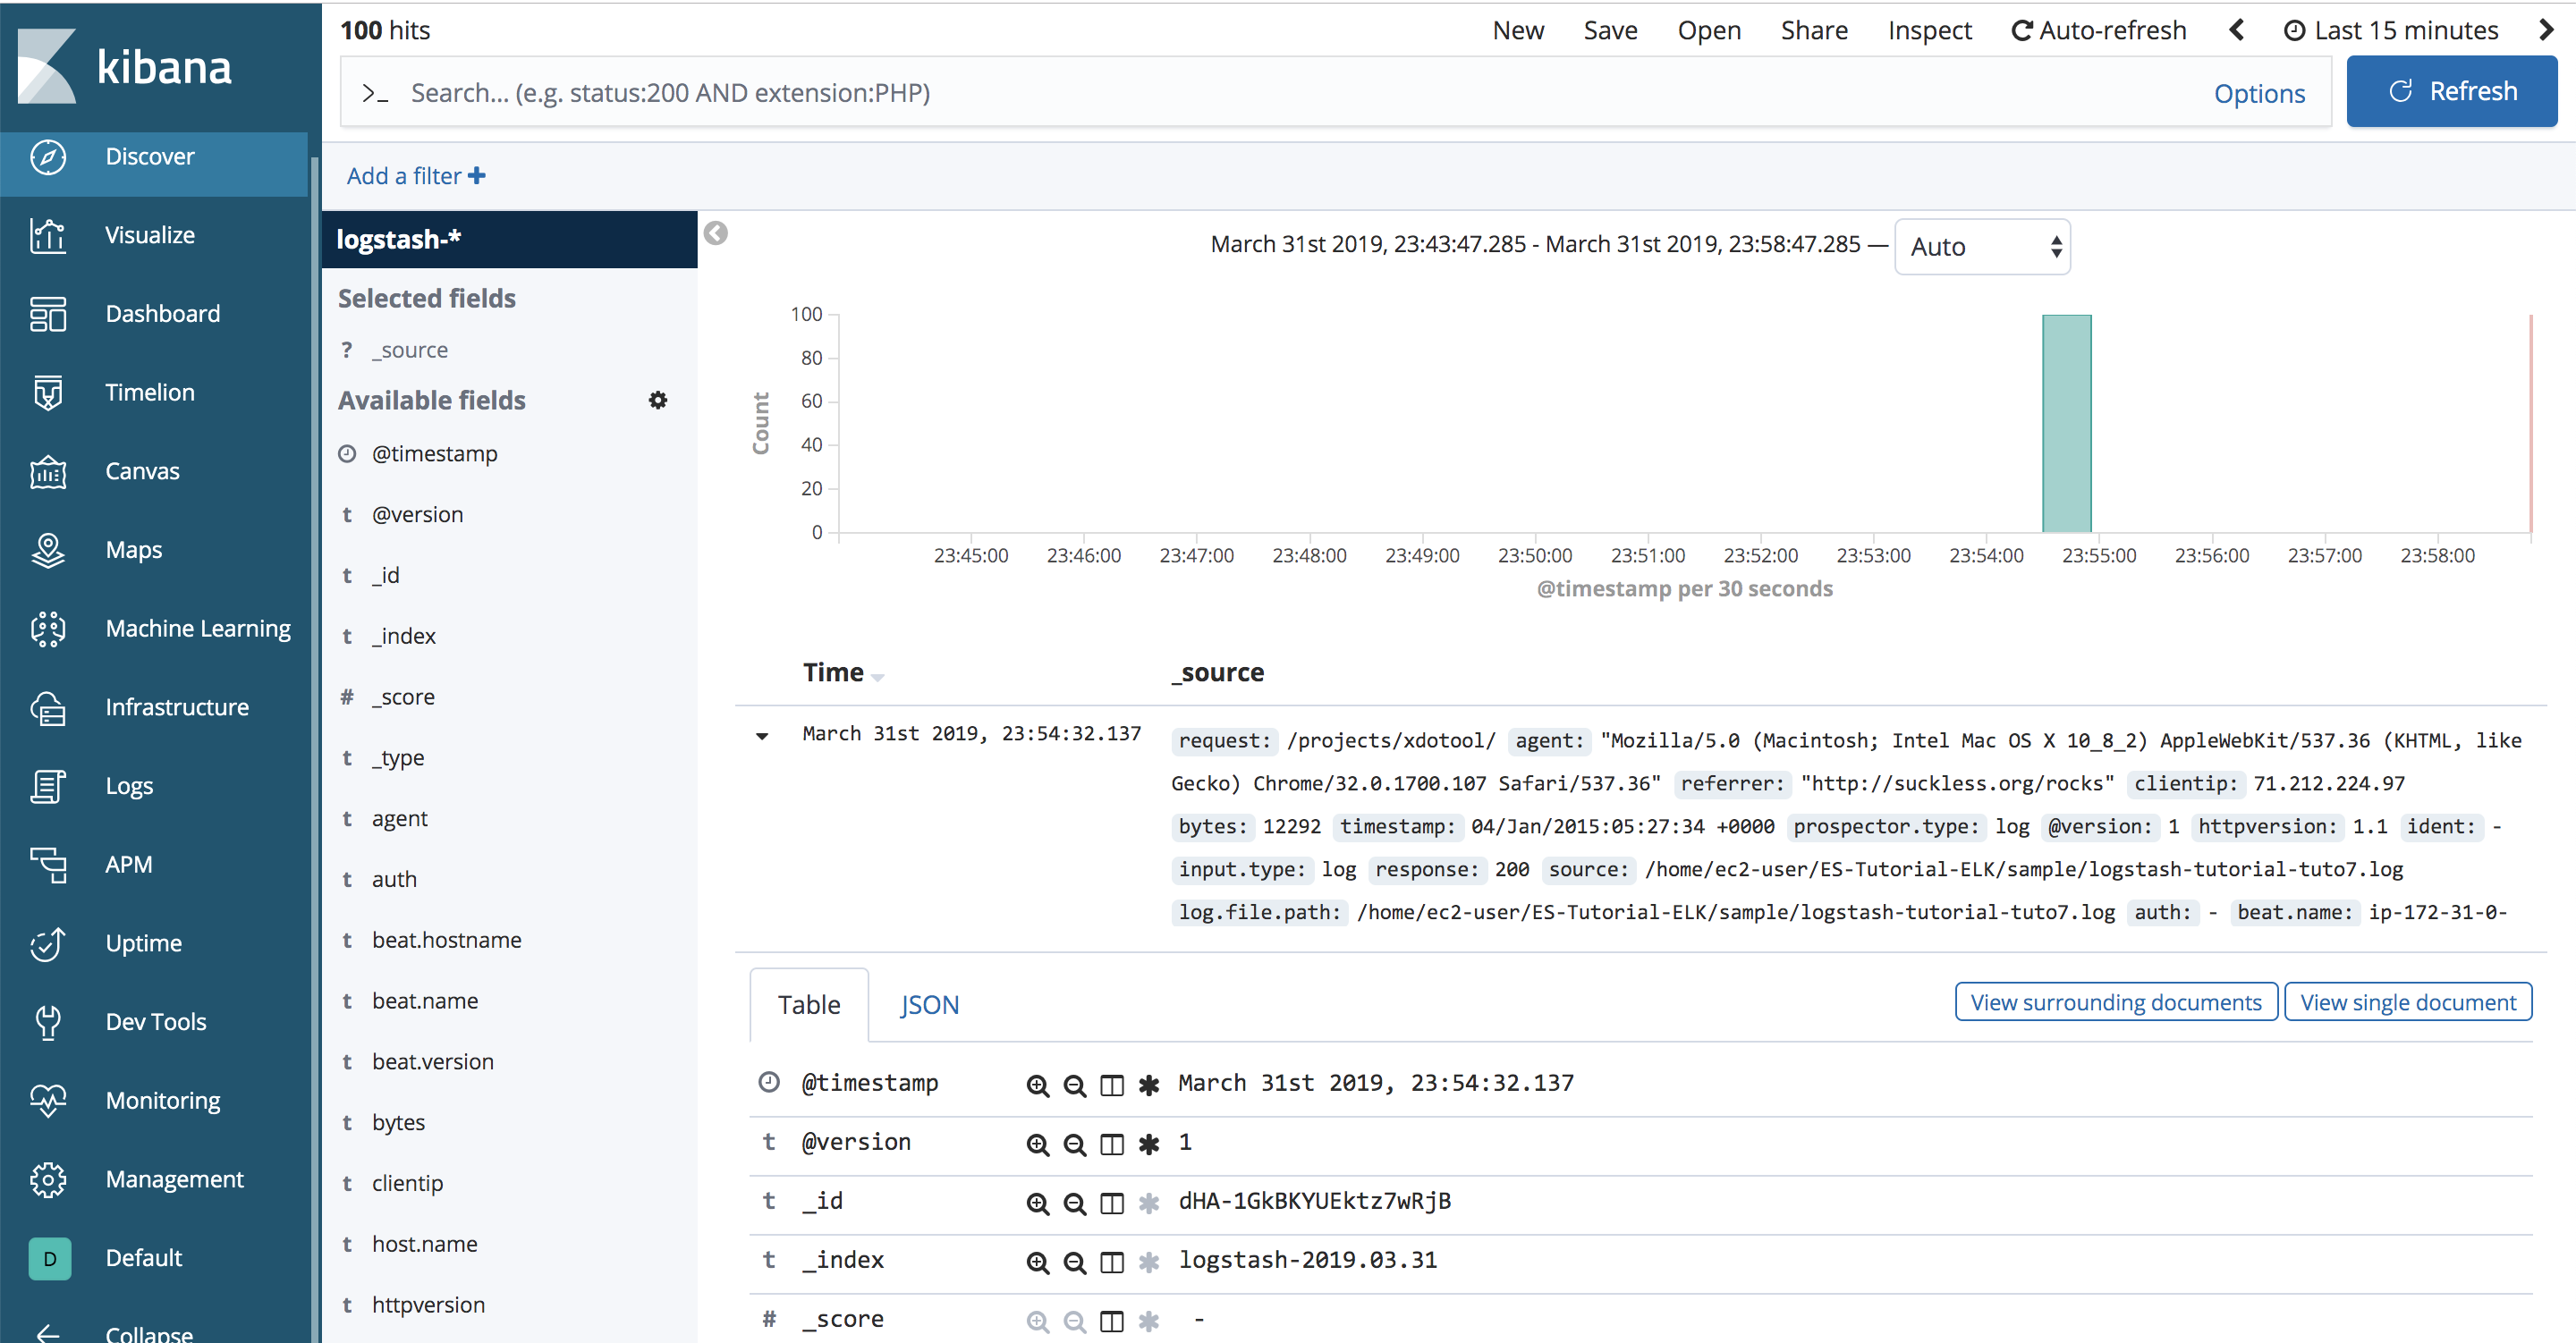 kibana
Discover
Visualize
Dashboard
Timelion
Canvas
Maps
Machine Learning
Infrastructure
Logs
APM
Uptime
Dev Tools
Monitoring
Management
D Default
Collapse
100 hits
New Save Open Share Inspect Auto-refresh Last 15 minutes
>_ Search... (e.g. status:200 AND extension:PHP) Options Refresh
Add a filter +
logstash-*
Selected fields
? _source
Available fields
@timestamp
t @version
t _id
t _index
# _score
t _type
t agent
t auth
t beat.hostname
t beat.name
t beat.version
t bytes
t clientip
t host.name
t httpversion
March 31st 2019, 23:43:47.285 - March 31st 2019, 23:58:47.285 — Auto
Count
100
80
60
40
20
0
23:45:00 23:46:00 23:47:00 23:48:00 23:49:00 23:50:00 23:51:00 23:52:00 23:53:00 23:54:00 23:55:00 23:56:00 23:57:00 23:58:00
@timestamp per 30 seconds
Time _source
March 31st 2019, 23:54:32.137
request: /projects/xdotool/ agent: "Mozilla/5.0 (Macintosh; Intel Mac OS X 10_8_2) AppleWebKit/537.36 (KHTML, like
Gecko) Chrome/32.0.1700.107 Safari/537.36" referrer: "http://suckless.org/rocks" clientip: 71.212.224.97
bytes: 12292 timestamp: 04/Jan/2015:05:27:34 +0000 prospector.type: log @version: 1 httpversion: 1.1 ident: -
input.type: log response: 200 source: /home/ec2-user/ES-Tutorial-ELK/sample/logstash-tutorial-tuto7.log
log.file.path: /home/ec2-user/ES-Tutorial-ELK/sample/logstash-tutorial-tuto7.log auth: - beat.name: ip-172-31-0-
Table JSON View surrounding documents View single document
@timestamp March 31st 2019, 23:54:32.137
t @version 1
t _id dHA-1GkBKYUEktz7wRjB
t _index logstash-2019.03.31
# _score -